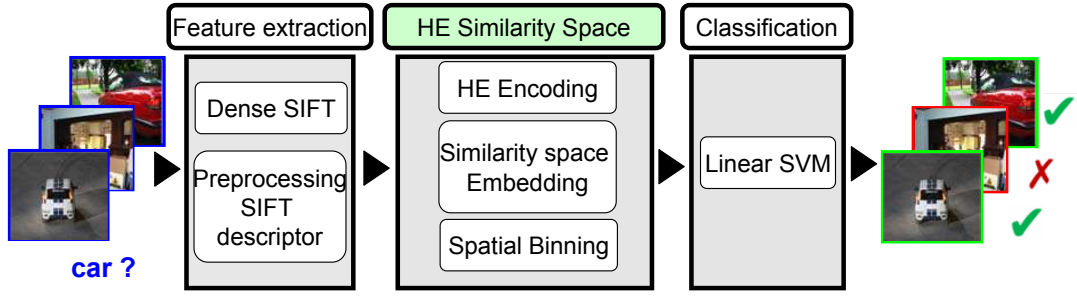 Feature extraction
HE Similarity Space
Classification
Dense SIFT
Preprocessing
SIFT
descriptor
HE Encoding
Similarity space
Embedding
Spatial Binning
Linear SVM
car ?